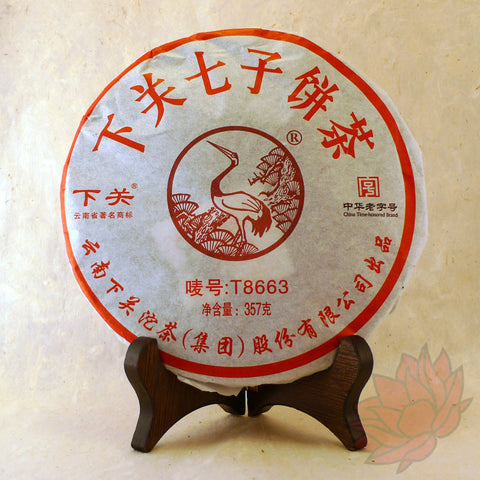 下关七子饼茶
®
下关®
云南省著名商标
中华老字号
China Time-honored Brand
唛号:T8663
净含量:357克
云南下关沱茶(集团)股份有限公司出品